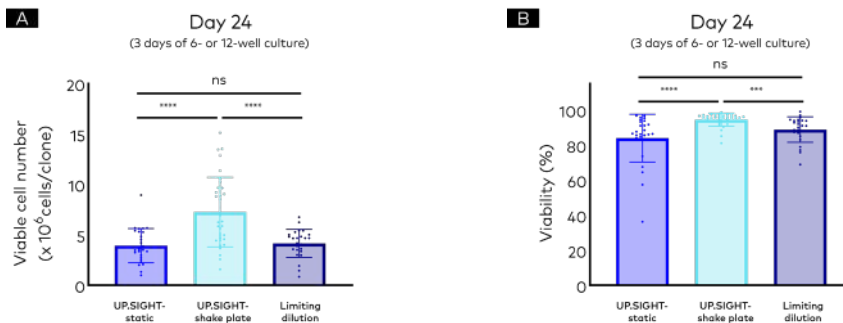 A
Day 24
(3 days of 6- or 12-well culture)
ns
**** ****
20
15
10
5
0
Viable cell number
(x 10⁶cells/clone)
UP.SIGHT-
static
UP.SIGHT-
shake plate
Limiting
dilution
B
Day 24
(3 days of 6- or 12-well culture)
ns
**** ***
100
80
60
80
40
20
0
Viability (%)
UP.SIGHT-
static
UP.SIGHT-
shake plate
Limiting
dilution